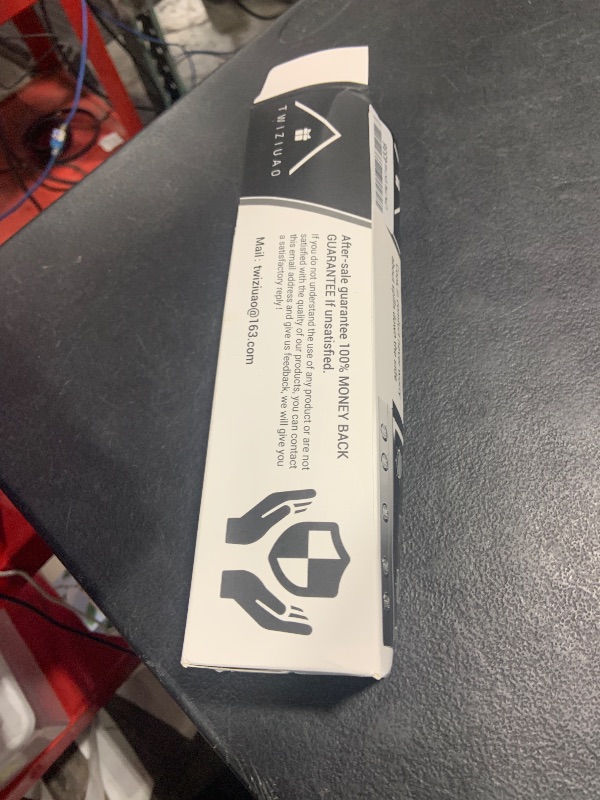 TWIZIUAO
After-sale guarantee 100% MONEY BACK
GUARANTEE If unsatisfied.
If you do not understand the use of any product or are not
satisfied with the quality of our products, you can contact
this email address and give us feedback, we will give you
a satisfactory reply!
Mail: twiziuao@163.com